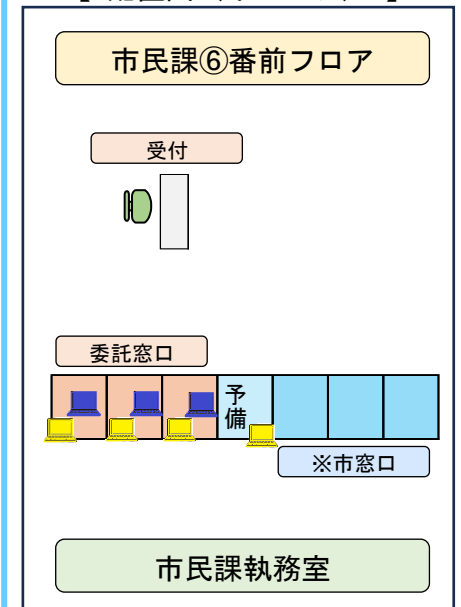 市民課⑥番前フロア
受付
委託窓口
予
備
※市窓口
市民課執務室